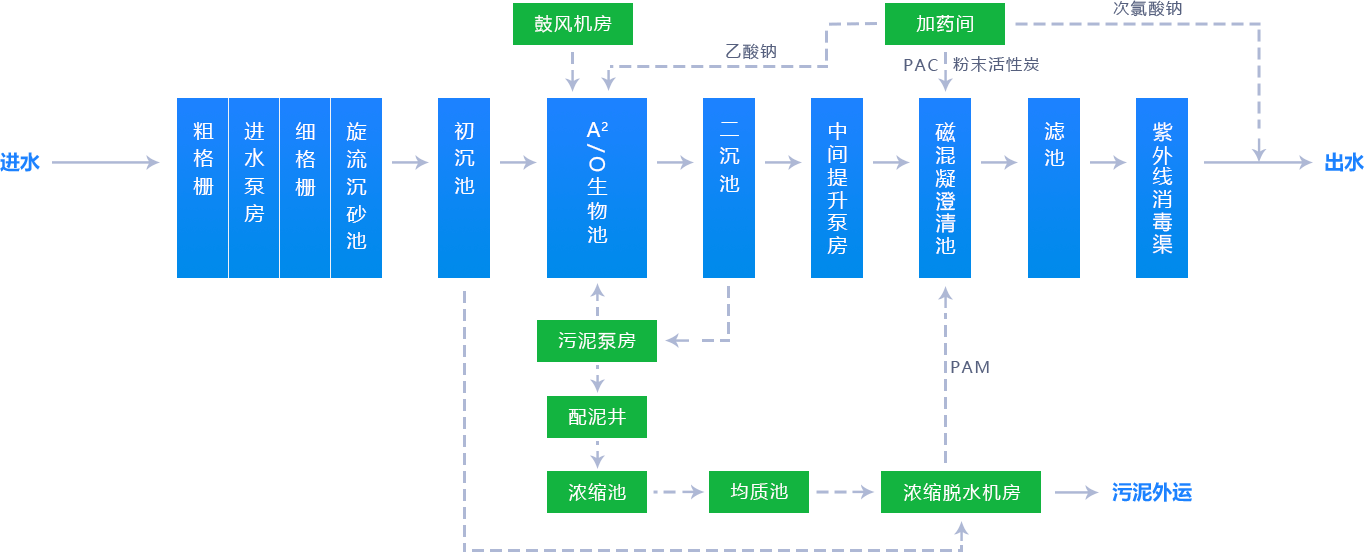 鼓风机房
加药间
次氯酸钠
乙酸钠
PAC
粉末活性炭
进水
粗格栅
进水泵房
细格栅
旋流沉砂池
初沉池
A²/O生物池
二沉池
中间提升泵房
磁混凝澄清池
滤池
紫外线消毒渠
出水
污泥泵房
PAM
配泥井
浓缩池
均质池
浓缩脱水机房
污泥外运